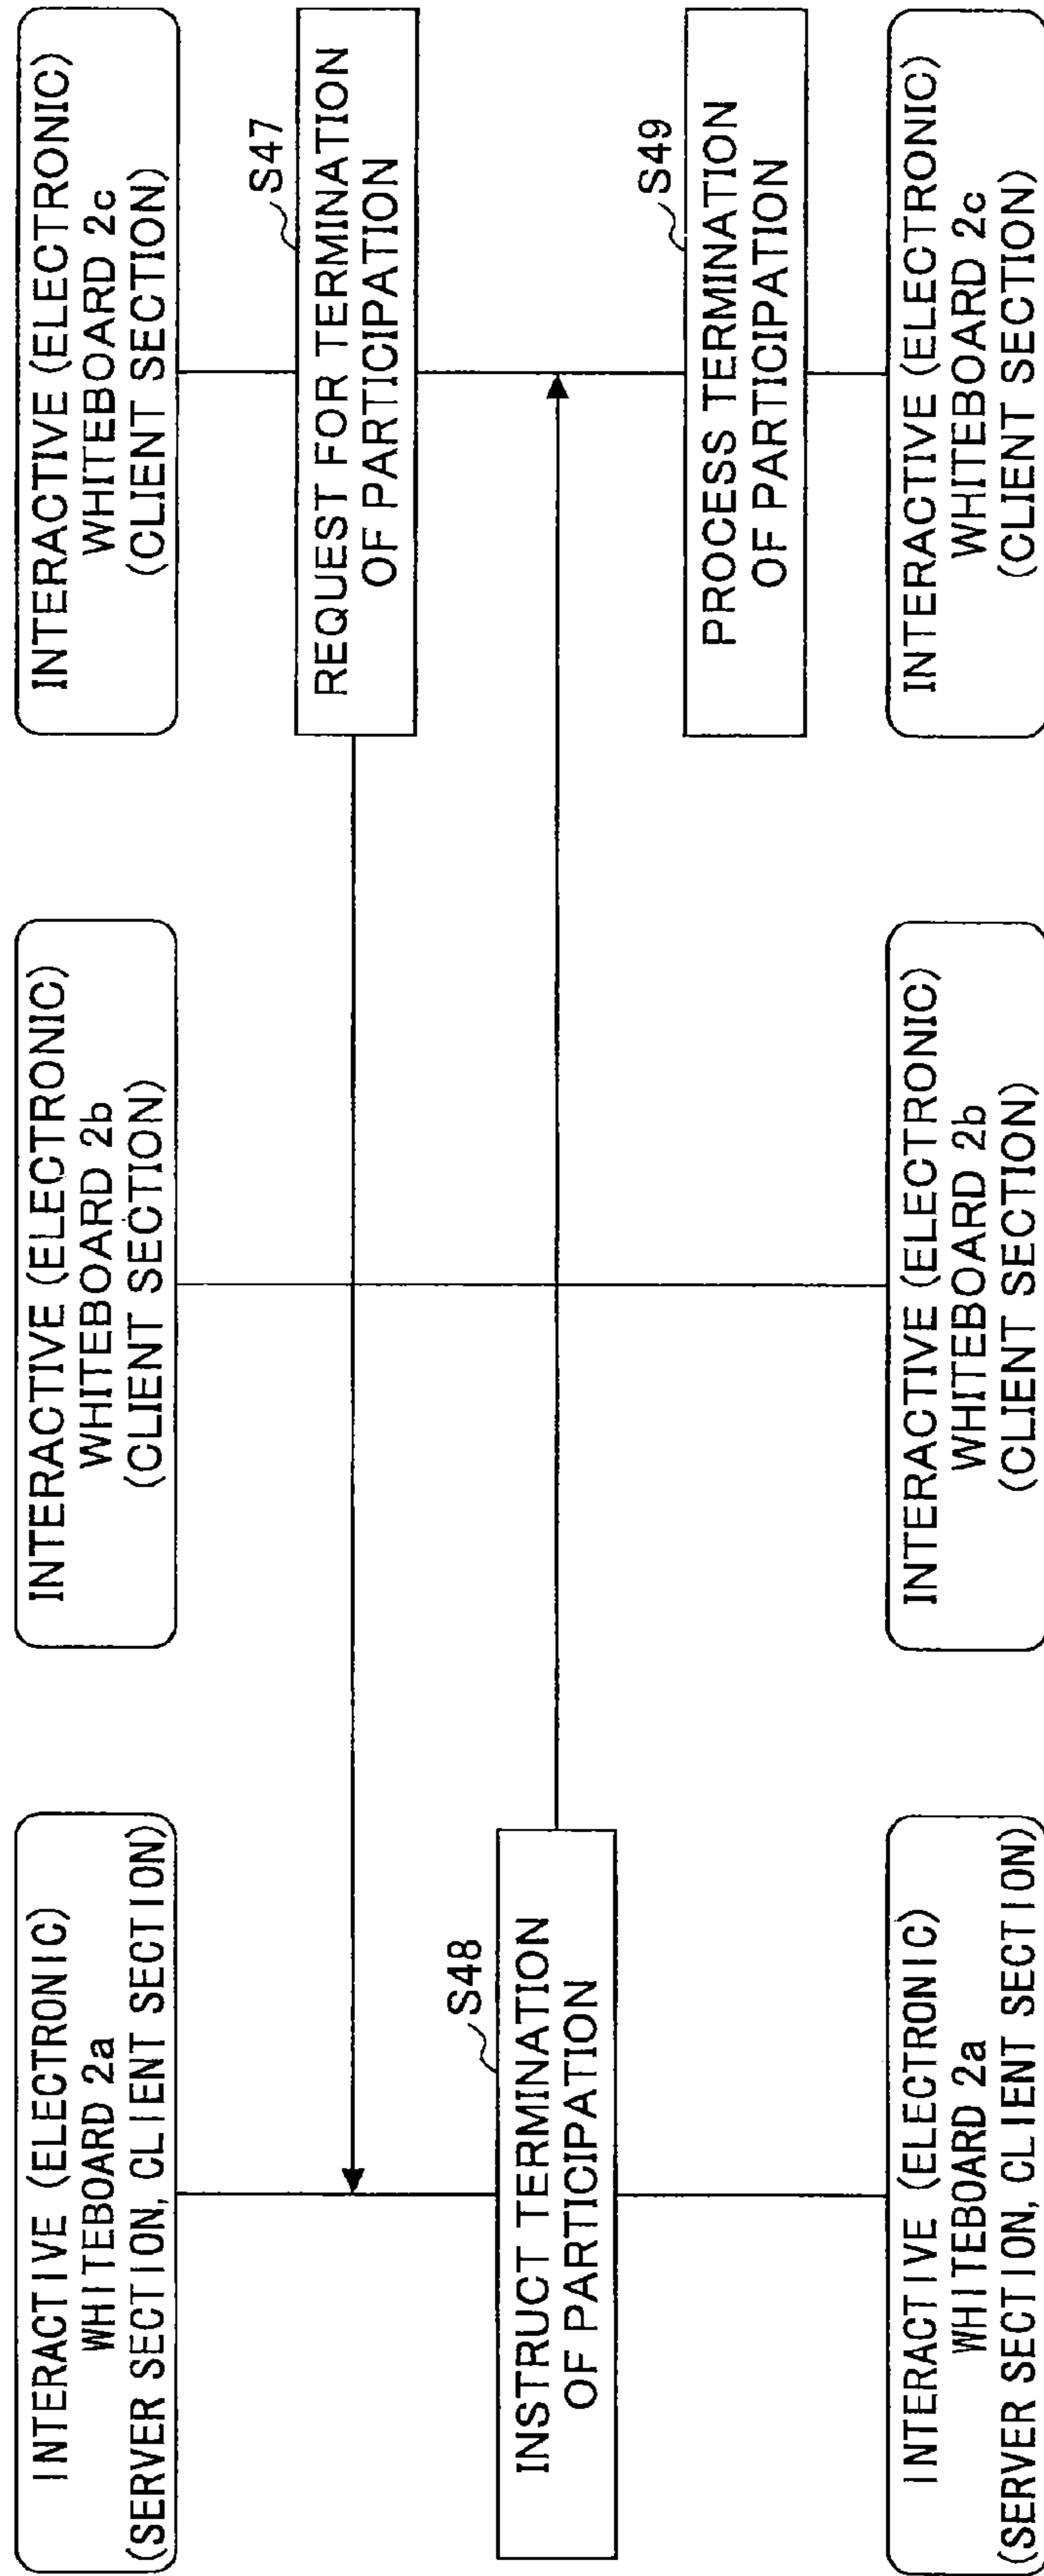 INTERACTIVE (ELECTRONIC)
WHITEBOARD 2a
(SERVER SECTION, CLIENT SECTION)
INTERACTIVE (ELECTRONIC)
WHITEBOARD 2b
(CLIENT SECTION)
INTERACTIVE (ELECTRONIC)
WHITEBOARD 2c
(CLIENT SECTION)
S47
REQUEST FOR TERMINATION
OF PARTICIPATION
S48
INSTRUCT TERMINATION
OF PARTICIPATION
S49
PROCESS TERMINATION
OF PARTICIPATION
INTERACTIVE (ELECTRONIC)
WHITEBOARD 2a
(SERVER SECTION, CLIENT SECTION)
INTERACTIVE (ELECTRONIC)
WHITEBOARD 2b
(CLIENT SECTION)
INTERACTIVE (ELECTRONIC)
WHITEBOARD 2c
(CLIENT SECTION)